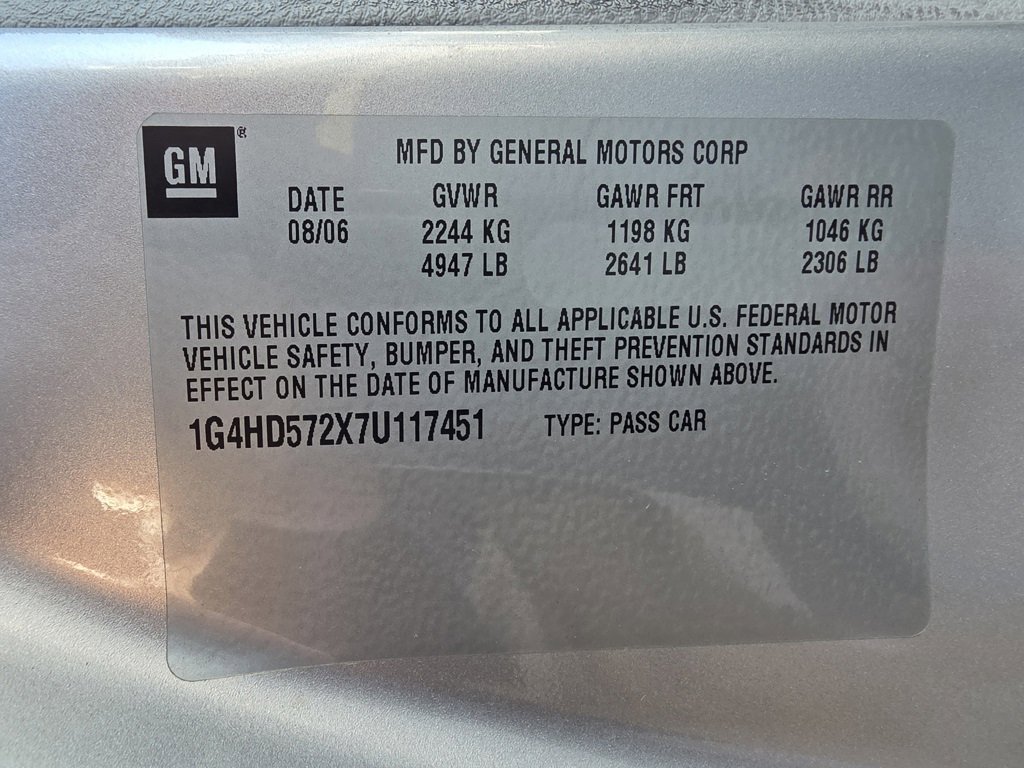 GM ®
MFD BY GENERAL MOTORS CORP
DATE GVWR GAWR FRT GAWR RR
08/06 2244 KG 1198 KG 1046 KG
4947 LB 2641 LB 2306 LB
THIS VEHICLE CONFORMS TO ALL APPLICABLE U.S. FEDERAL MOTOR
VEHICLE SAFETY, BUMPER, AND THEFT PREVENTION STANDARDS IN
EFFECT ON THE DATE OF MANUFACTURE SHOWN ABOVE.
1G4HD572X7U117451 TYPE: PASS CAR